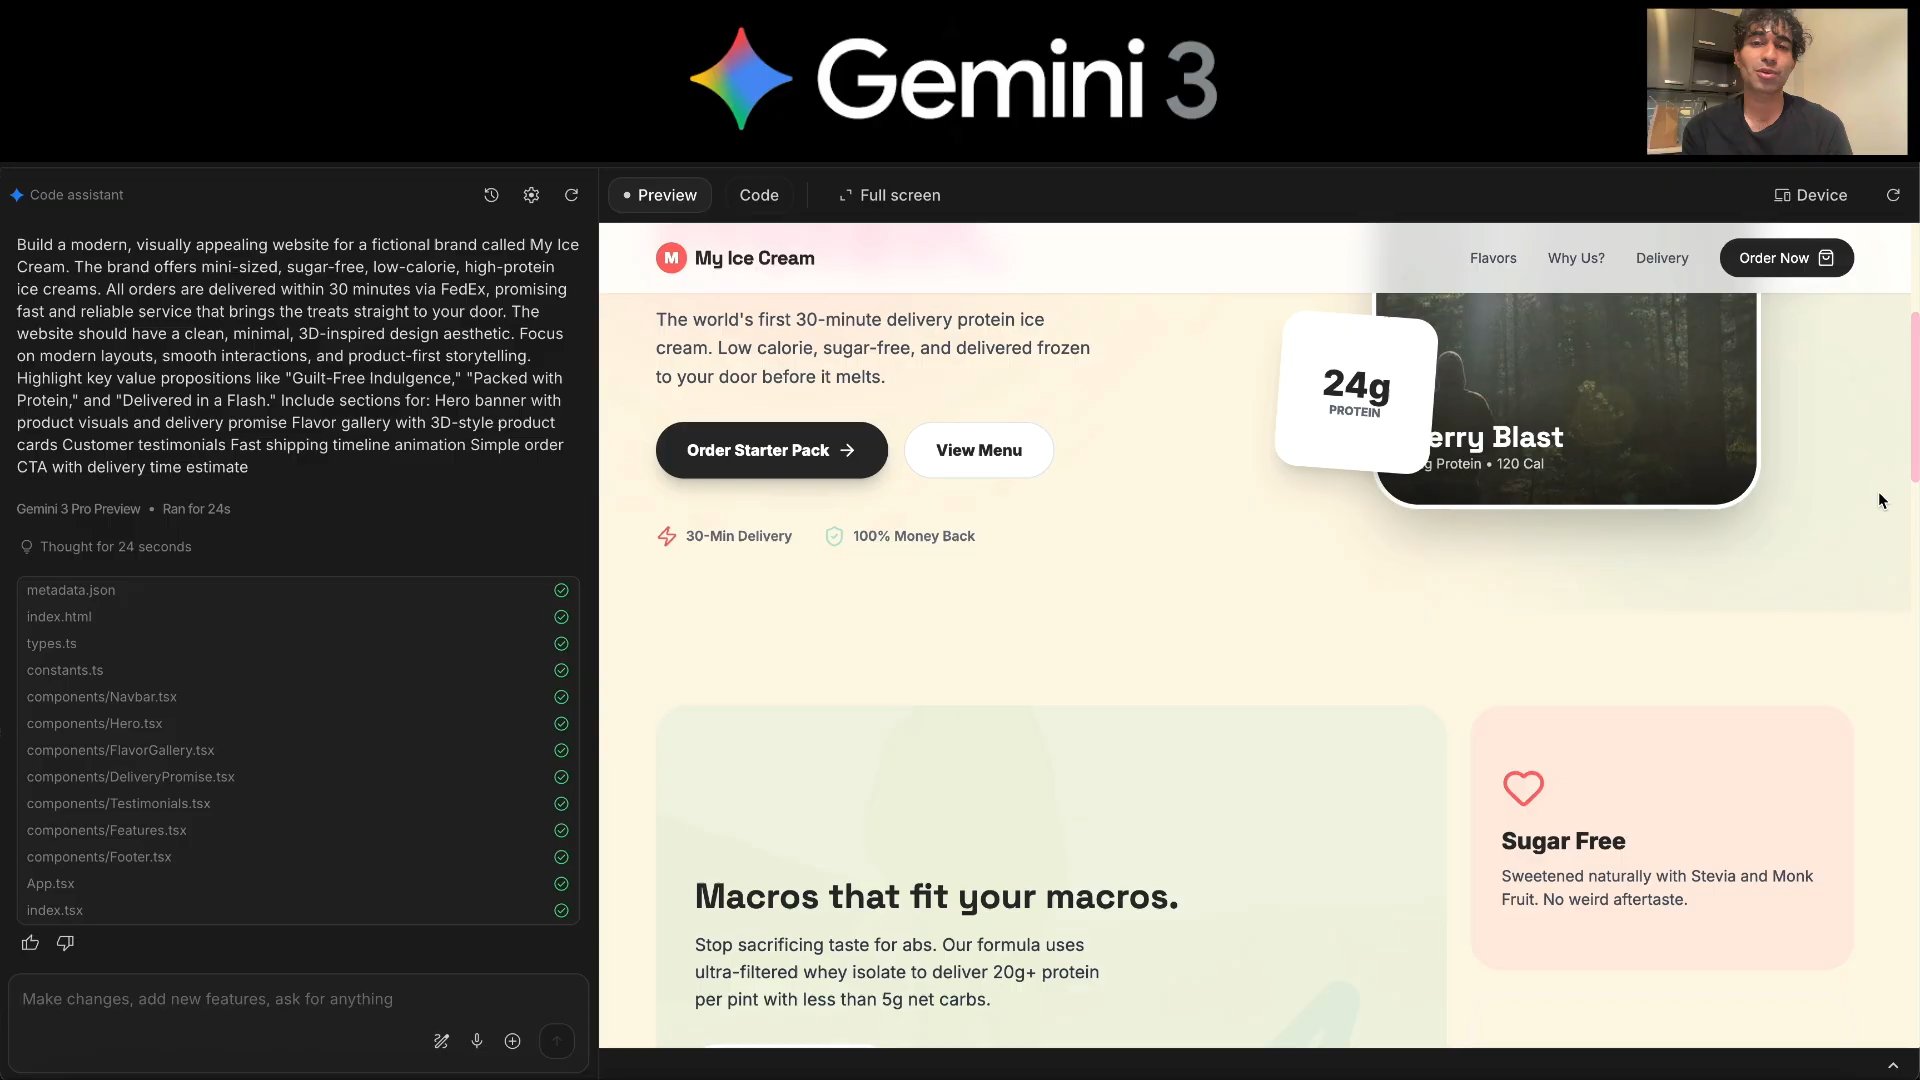 Gemini 3
Code assistant
Build a modern, visually appealing website for a fictional brand called My Ice
Cream. The brand offers mini-sized, sugar-free, low-calorie, high-protein
ice creams. All orders are delivered within 30 minutes via FedEx, promising
fast and reliable service that brings the treats straight to your door. The
website should have a clean, minimal, 3D-inspired design aesthetic. Focus
on modern layouts, smooth interactions, and product-first storytelling.
Highlight key value propositions like "Guilt-Free Indulgence," "Packed with
Protein," and "Delivered in a Flash." Include sections for: Hero banner with
product visuals and delivery promise Flavor gallery with 3D-style product
cards Customer testimonials Fast shipping timeline animation Simple order
CTA with delivery time estimate
Gemini 3 Pro Preview • Ran for 24s
Thought for 24 seconds
metadata.json
index.html
types.ts
constants.ts
components/Navbar.tsx
components/Hero.tsx
components/FlavorGallery.tsx
components/DeliveryPromise.tsx
components/Testimonials.tsx
components/Features.tsx
components/Footer.tsx
App.tsx
index.tsx
Make changes, add new features, ask for anything
Preview
Code
Full screen
Device
M My Ice Cream
Flavors
Why Us?
Delivery
Order Now
The world's first 30-minute delivery protein ice
cream. Low calorie, sugar-free, and delivered frozen
to your door before it melts.
Order Starter Pack
View Menu
30-Min Delivery
100% Money Back
24g
PROTEIN
erry Blast
g Protein • 120 Cal
Macros that fit your macros.
Stop sacrificing taste for abs. Our formula uses
ultra-filtered whey isolate to deliver 20g+ protein
per pint with less than 5g net carbs.
Sugar Free
Sweetened naturally with Stevia and Monk
Fruit. No weird aftertaste.